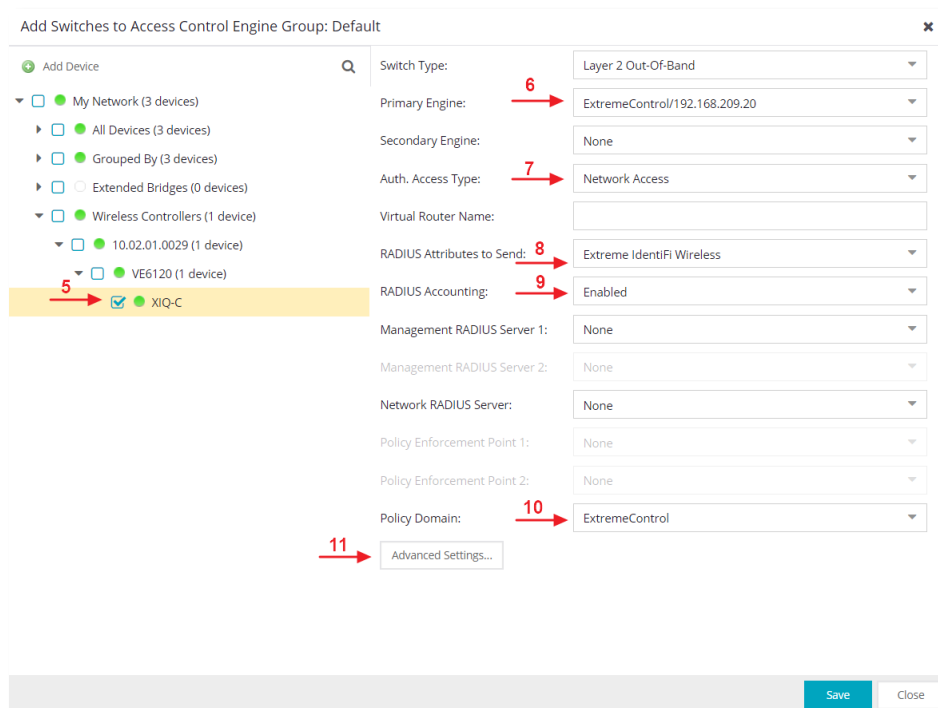 Add Switches to Access Control Engine Group: Default
Add Device
My Network (3 devices)
All Devices (3 devices)
Grouped By (3 devices)
Extended Bridges (0 devices)
Wireless Controllers (1 device)
10.02.01.0029 (1 device)
VE6120 (1 device)
5
XIQ-C
Switch Type: Layer 2 Out-Of-Band
6
Primary Engine: ExtremeControl/192.168.209.20
Secondary Engine: None
7
Auth. Access Type: Network Access
Virtual Router Name:
8
RADIUS Attributes to Send: Extreme IdentiFi Wireless
9
RADIUS Accounting: Enabled
Management RADIUS Server 1: None
Management RADIUS Server 2: None
Network RADIUS Server: None
Policy Enforcement Point 1: None
Policy Enforcement Point 2: None
10
Policy Domain: ExtremeControl
11
Advanced Settings...
Save Close